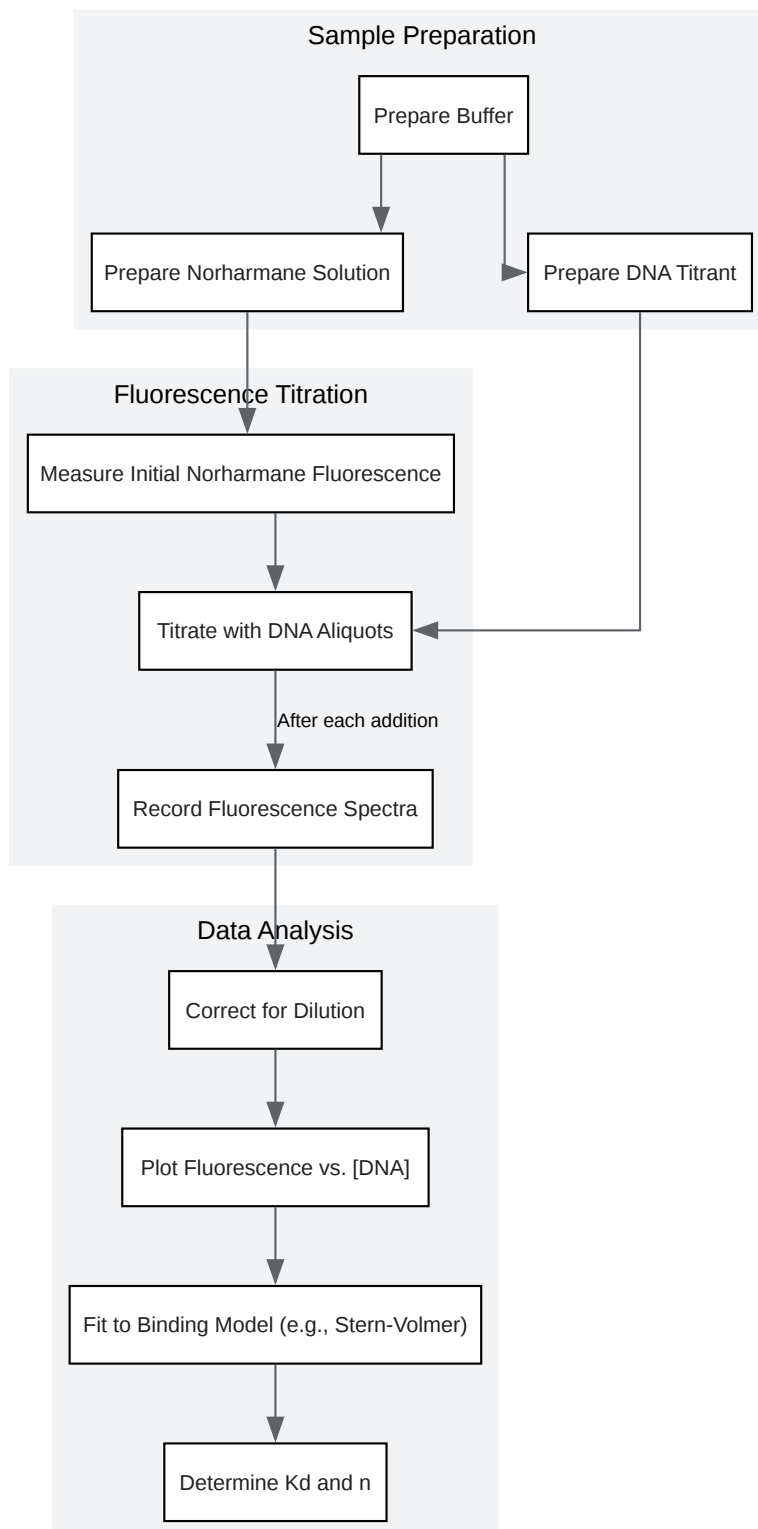 Sample Preparation
Prepare Buffer
Prepare Norharmane Solution
Prepare DNA Titrant
Fluorescence Titration
Measure Initial Norharmane Fluorescence
Titrate with DNA Aliquots
After each addition
Record Fluorescence Spectra
Data Analysis
Correct for Dilution
Plot Fluorescence vs. [DNA]
Fit to Binding Model (e.g., Stern-Volmer)
Determine Kd and n